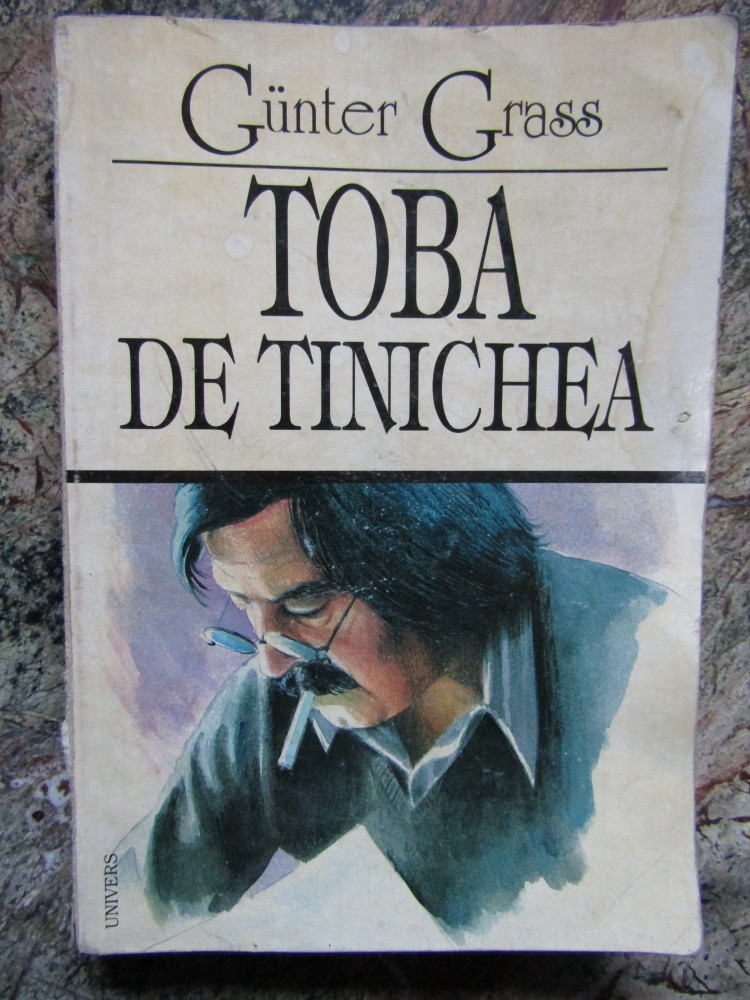 Günter Grass
TOBA
DE TINICHEA
UNIVERS